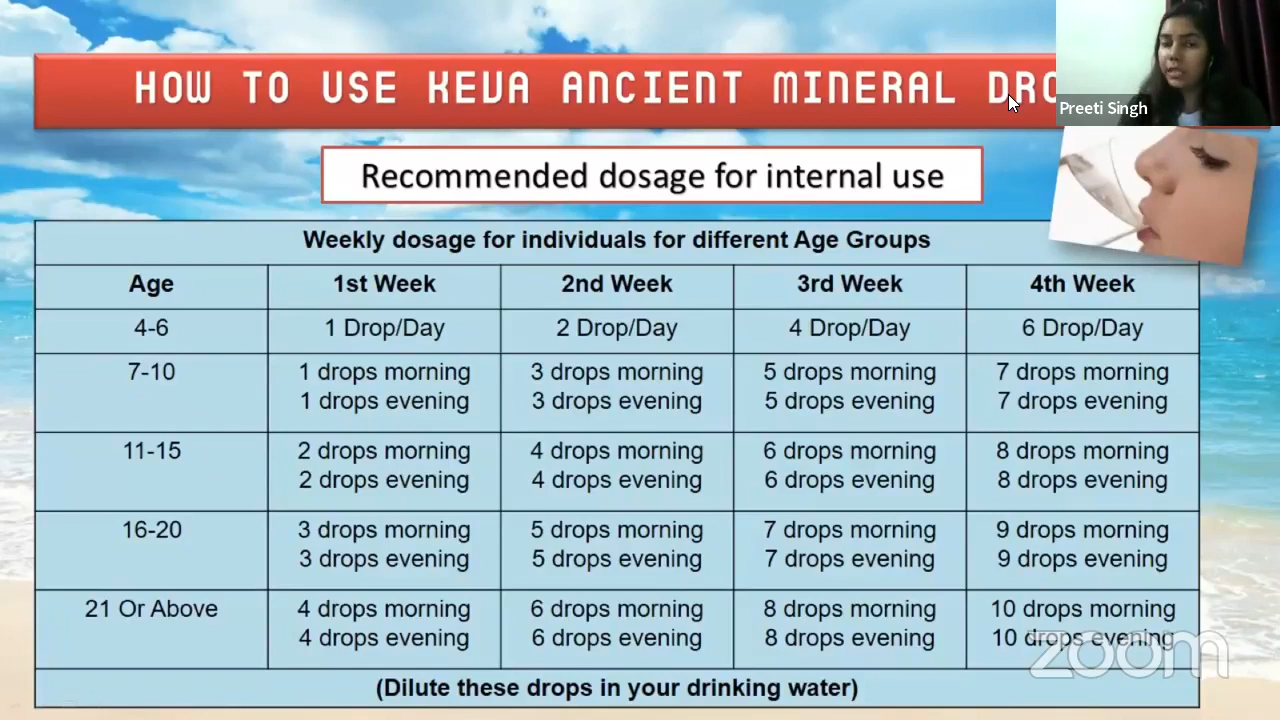 HOW TO USE KEVA ANCIENT MINERAL
Preeti Singh
Recommended dosage for internal use
Weekly dosage for individuals for different Age Groups
Age 1st Week 2nd Week 3rd Week 4th Week
4-6 1 Drop/Day 2 Drop/Day 4 Drop/Day 6 Drop/Day
7-10 1 drops morning 3 drops morning 5 drops morning 7 drops morning
1 drops evening 3 drops evening 5 drops evening 7 drops evening
11-15 2 drops morning 4 drops morning 6 drops morning 8 drops morning
2 drops evening 4 drops evening 6 drops evening 8 drops evening
16-20 3 drops morning 5 drops morning 7 drops morning 9 drops morning
3 drops evening 5 drops evening 7 drops evening 9 drops evening
21 Or Above 4 drops morning 6 drops morning 8 drops morning 10 drops morning
4 drops evening 6 drops evening 8 drops evening 10 drops evening
zoom
(Dilute these drops in your drinking water)